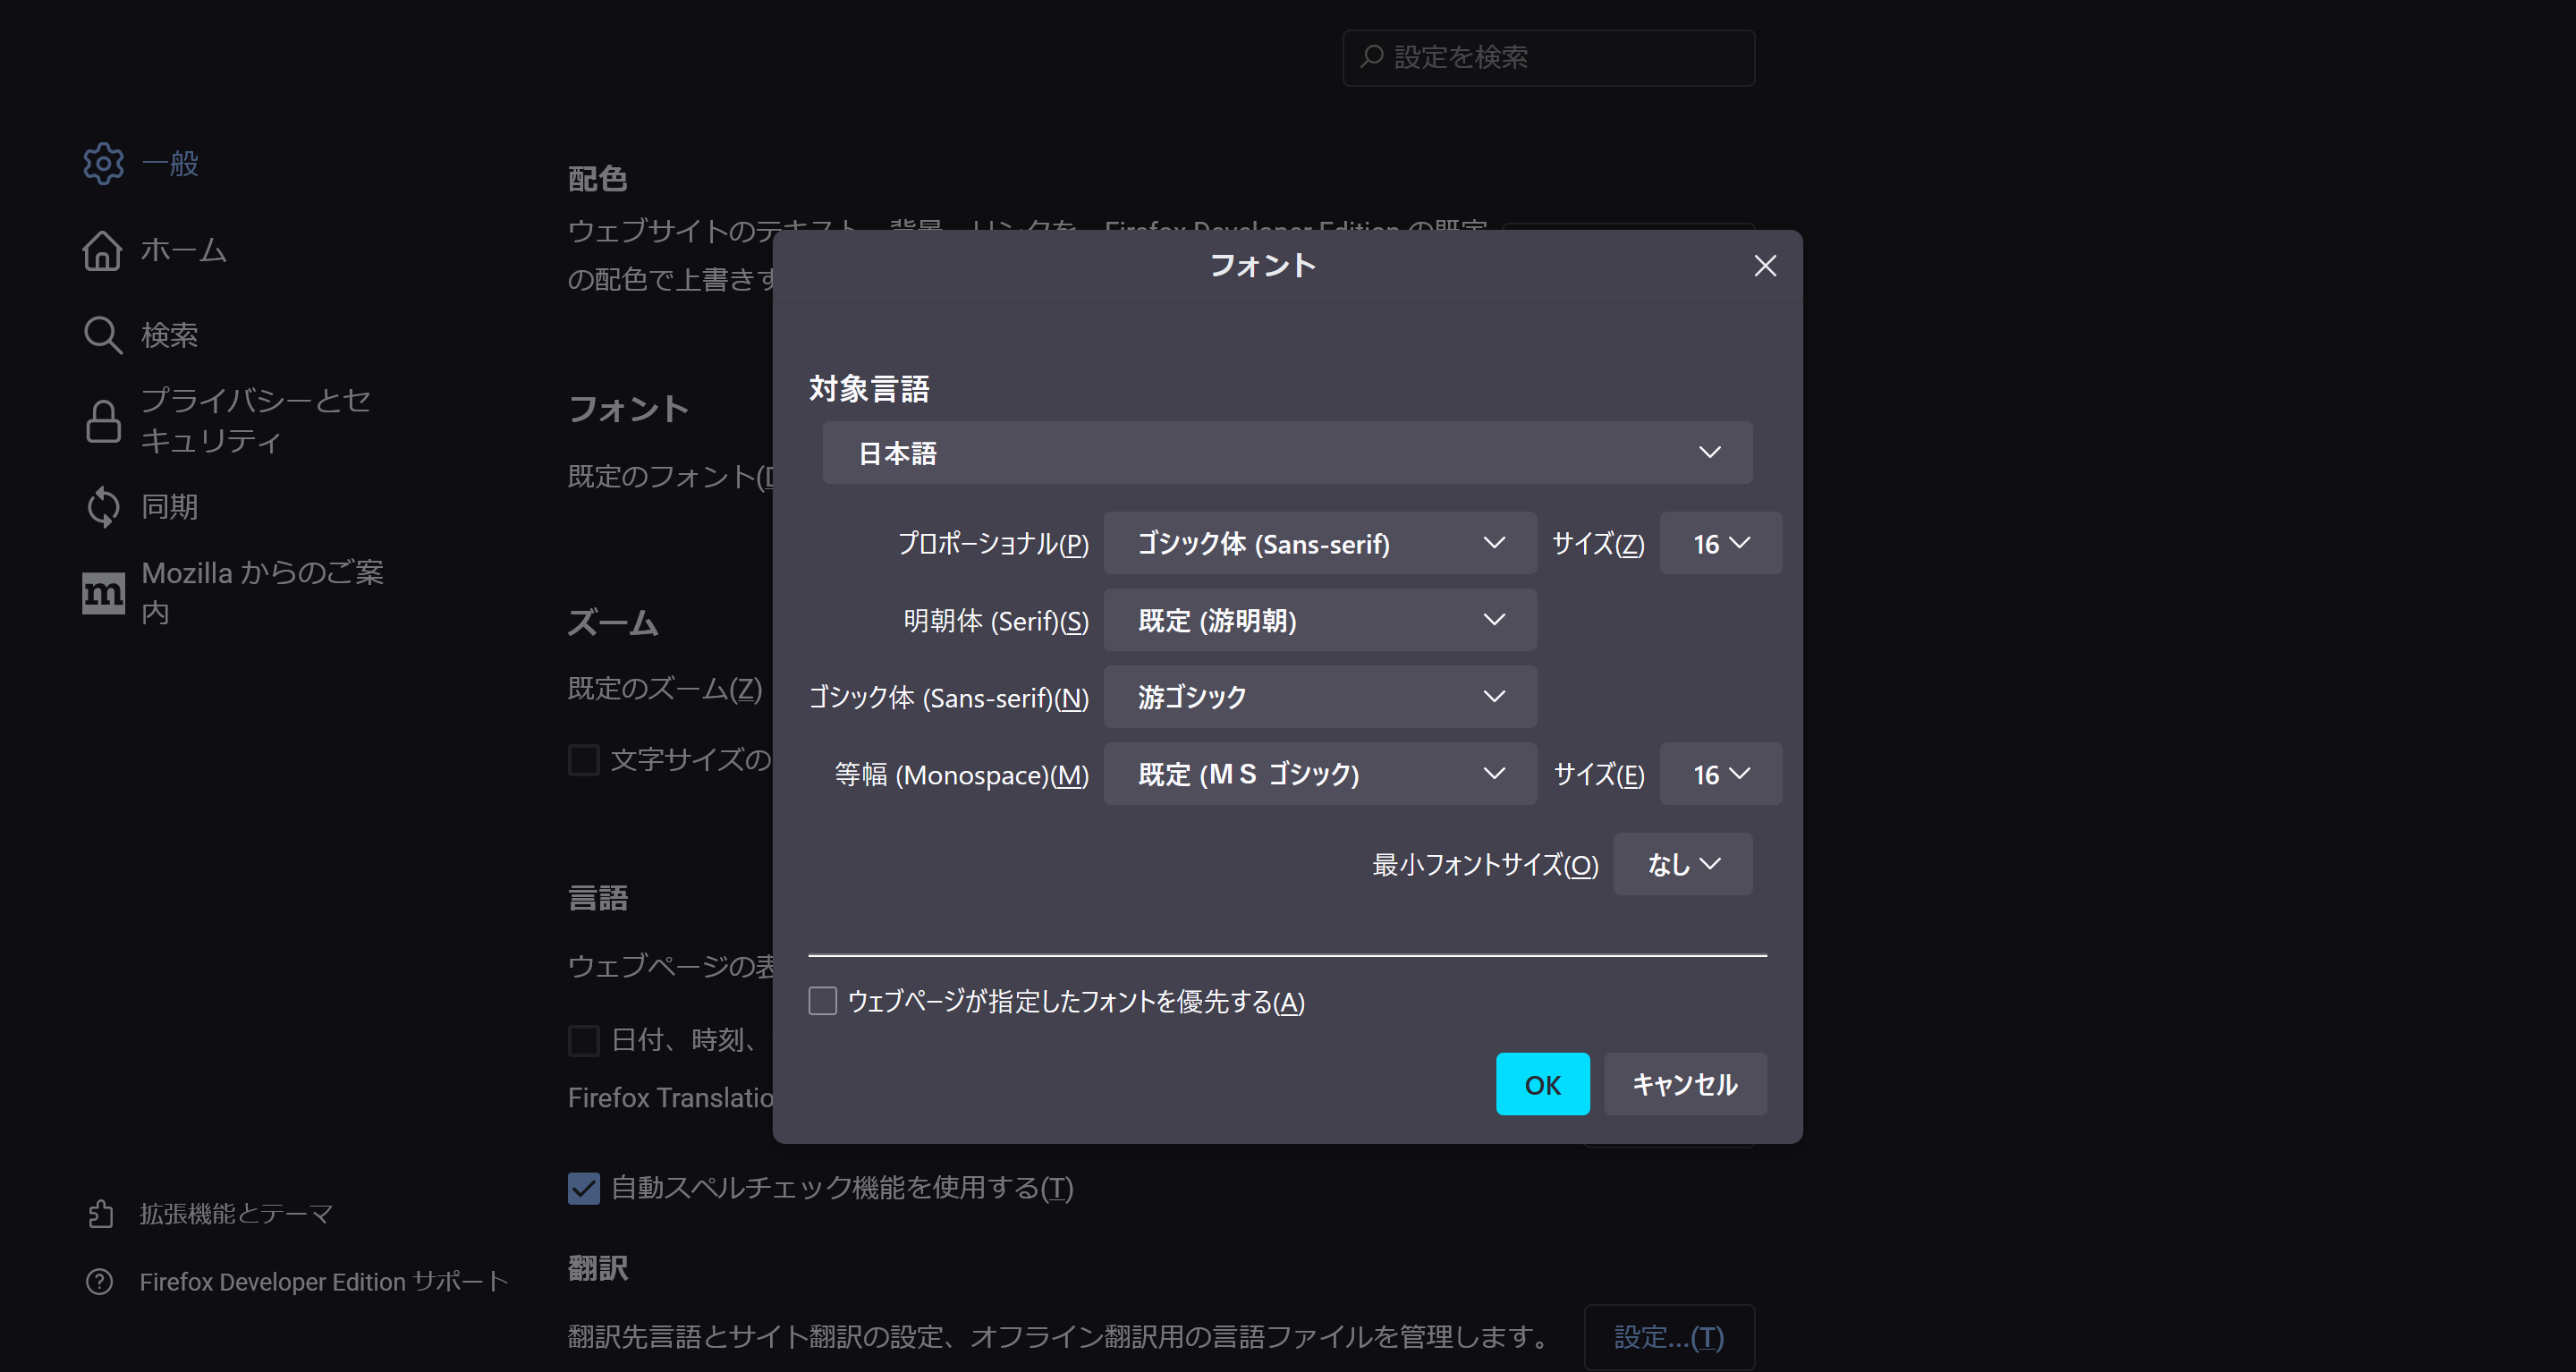 設定を検索
一般
ホーム
検索
プライバシーとセ
キュリティ
同期
Mozilla からのご案
内
拡張機能とテーマ
Firefox Developer Edition サポート
配色
ウェブサイトのテキスト、背景、リンクを、Firefox Developer Edition の既定
の配色で上書きす
フォント
既定のフォント(D
ズーム
既定のズーム(Z)
文字サイズの
言語
ウェブページの表
日付、時刻、
Firefox Translatio
自動スペルチェック機能を使用する(T)
翻訳
翻訳先言語とサイト翻訳の設定、オフライン翻訳用の言語ファイルを管理します。
設定...(T)
フォント
対象言語
日本語
プロポーショナル(P) ゴシック体 (Sans-serif) サイズ(Z) 16
明朝体 (Serif)(S) 既定 (游明朝)
ゴシック体 (Sans-serif)(N) 游ゴシック
等幅 (Monospace)(M) 既定 (ＭＳ ゴシック) サイズ(E) 16
最小フォントサイズ(O) なし
ウェブページが指定したフォントを優先する(A)
OK キャンセル